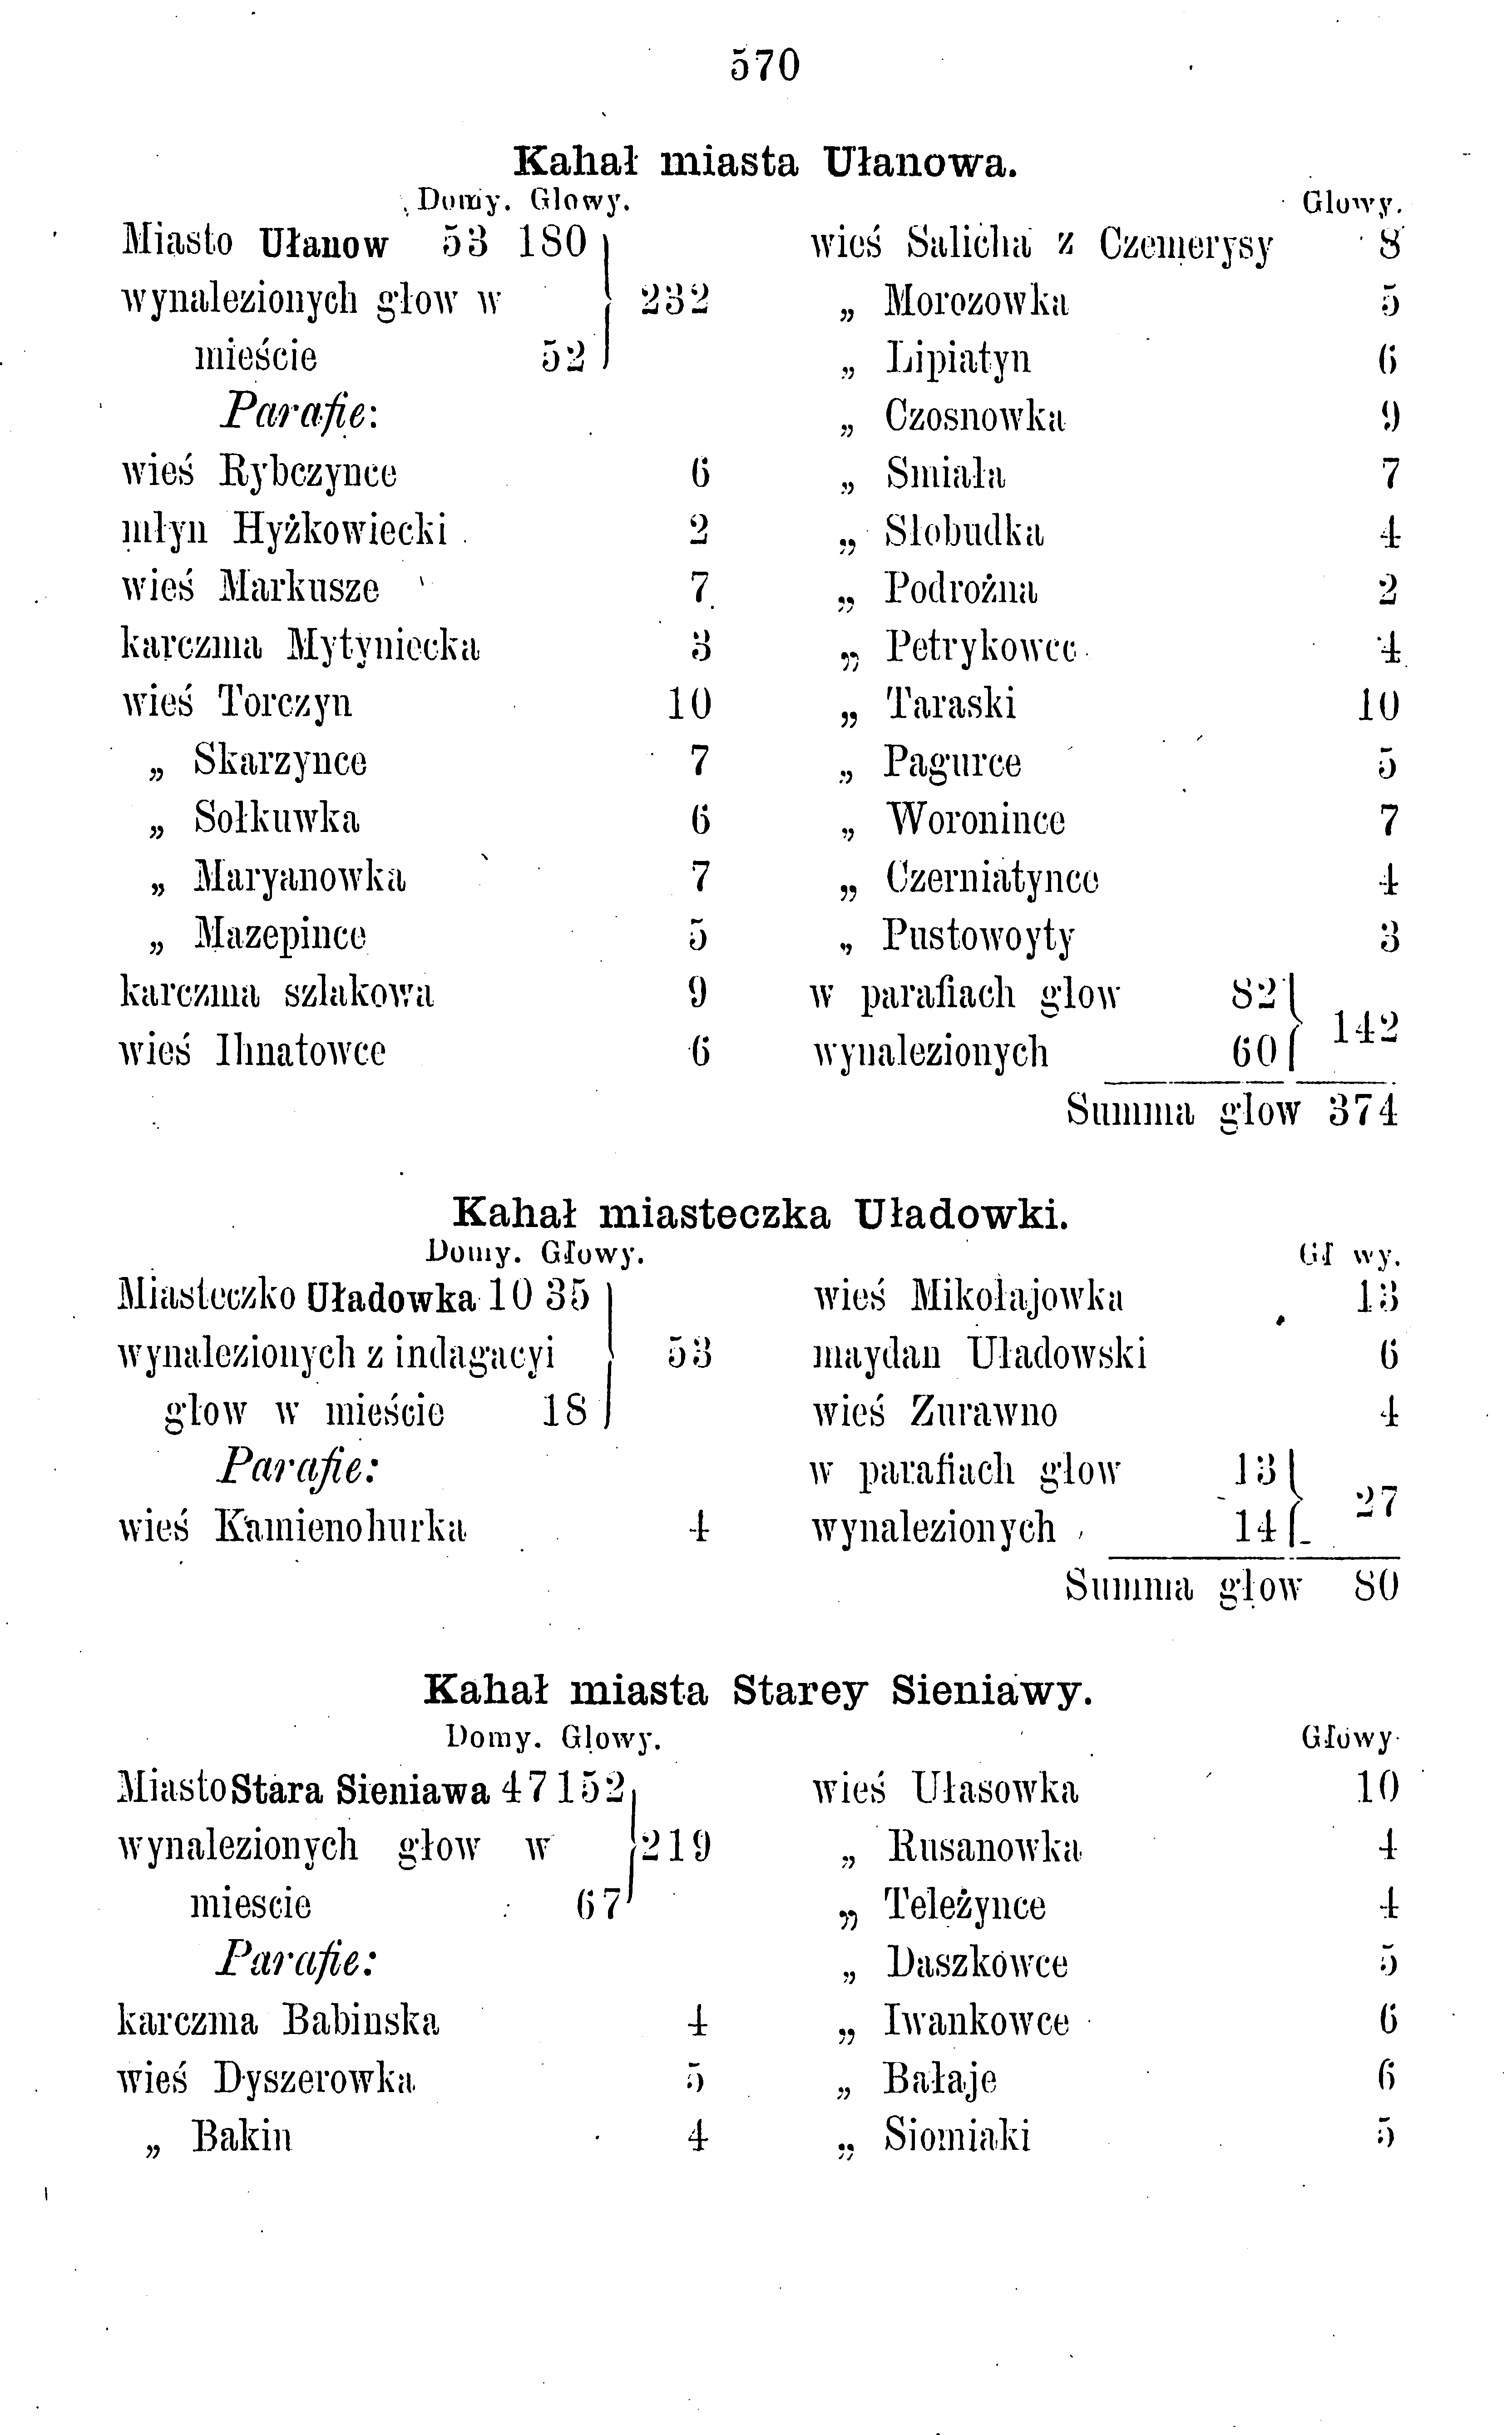 570
Kahał miasta Ułanowa.
Domy. Głowy.
Miasto Ułanow 53 180
wynalezionych głow w 232
mieście 52
Parafie:
wieś Rybczynce 6
młyn Hyżkowiecki 2
wieś Markusze 7
karczma Mytyniecka 3
wieś Torczyn 10
„ Skarzynce 7
„ Sołkuwka 6
„ Maryanowka 7
„ Mazepince 5
karczma szlakowa 9
wieś Ihnatowce 6
Głowy.
wieś Salicha z Czemerysy 8
„ Morozowka 5
„ Lipiatyn 6
„ Czosnowka 9
„ Smiała 7
„ Słobudka 4
„ Podrożna 2
„ Petrykowce 4
„ Taraski 10
„ Pagurce 5
„ Woronince 7
„ Czerniatynce 4
„ Pustowoyty 3
w parafiach głow 82
142
wynalezionych 60
Summa głow 374
Kahał miasteczka Uładowki.
Domy. Głowy.
Miasteczko Uładowka 10 35
wynalezionych z indagacyi 53
głow w mieście 18
Parafie:
wieś Kamienohurka 4
Gł wy.
wieś Mikołajowka 13
maydan Uładowski 6
wieś Zurawno 4
w parafiach głow 13
27
wynalezionych 14
Summa głow 80
Kahał miasta Starey Sieniawy.
Domy. Głowy.
Miasto Stara Sieniawa 47 152
wynalezionych głow w 219
miescie 67
Parafie:
karczma Babinska 4
wieś Dyszerowka 5
„ Bakin 4
Głowy
wieś Ułasowka 10
„ Rusanowka 4
„ Teleżynce 4
„ Daszkowce 5
„ Iwankowce 6
„ Bałaje 6
„ Siomiaki 5